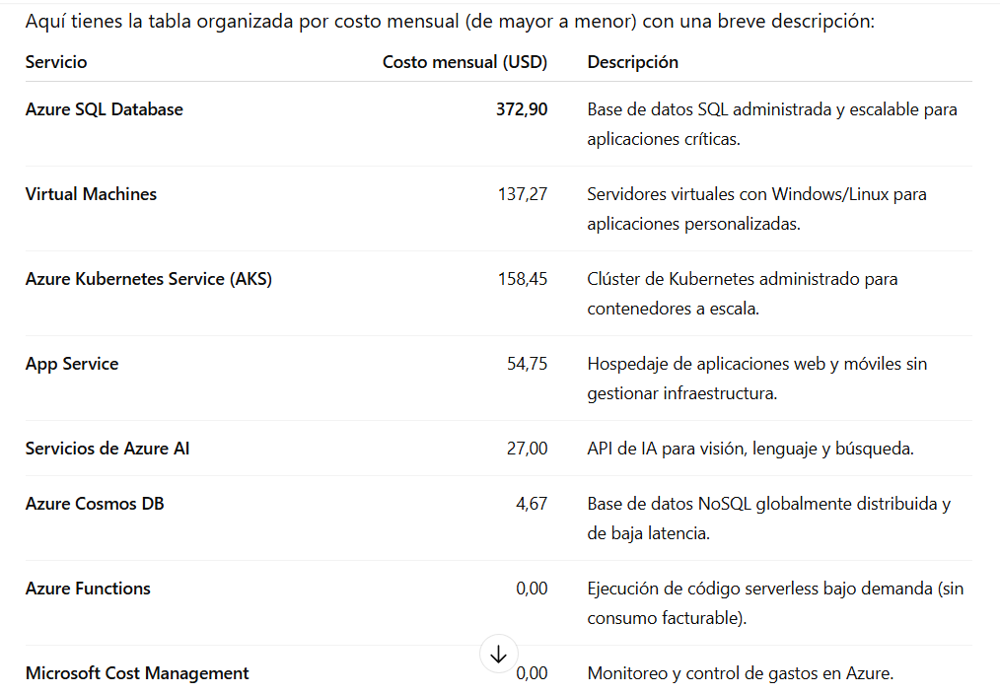 Aquí tienes la tabla organizada por costo mensual (de mayor a menor) con una breve descripción:
Servicio Costo mensual (USD) Descripción
Azure SQL Database 372,90 Base de datos SQL administrada y escalable para
aplicaciones críticas.
Virtual Machines 137,27 Servidores virtuales con Windows/Linux para
aplicaciones personalizadas.
Azure Kubernetes Service (AKS) 158,45 Clúster de Kubernetes administrado para
contenedores a escala.
App Service 54,75 Hospedaje de aplicaciones web y móviles sin
gestionar infraestructura.
Servicios de Azure AI 27,00 API de IA para visión, lenguaje y búsqueda.
Azure Cosmos DB 4,67 Base de datos NoSQL globalmente distribuida y
de baja latencia.
Azure Functions 0,00 Ejecución de código serverless bajo demanda (sin
consumo facturable).
Microsoft Cost Management 0,00 Monitoreo y control de gastos en Azure.